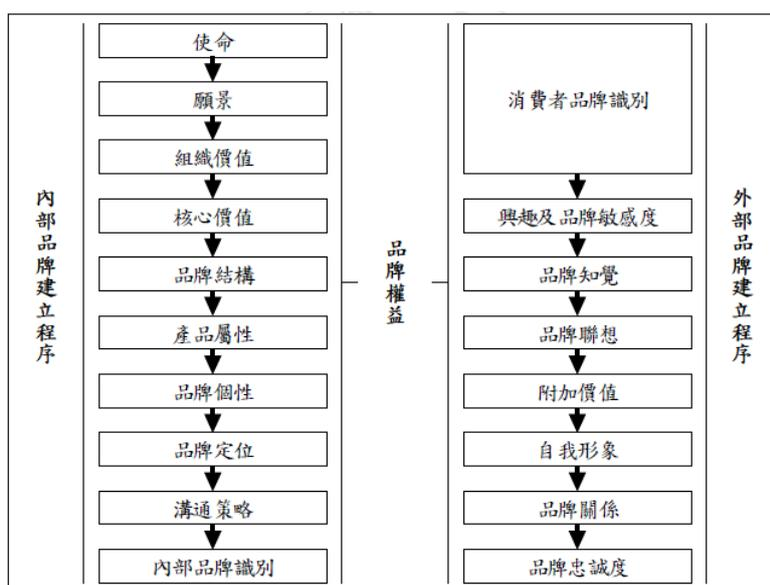 內部品牌建立程序
使命
願景
組織價值
核心價值
品牌結構
產品屬性
品牌個性
品牌定位
溝通策略
內部品牌識別
品牌權益
消費者品牌識別
興趣及品牌敏感度
品牌知覺
品牌聯想
附加價值
自我形象
品牌關係
品牌忠誠度
外部品牌建立程序